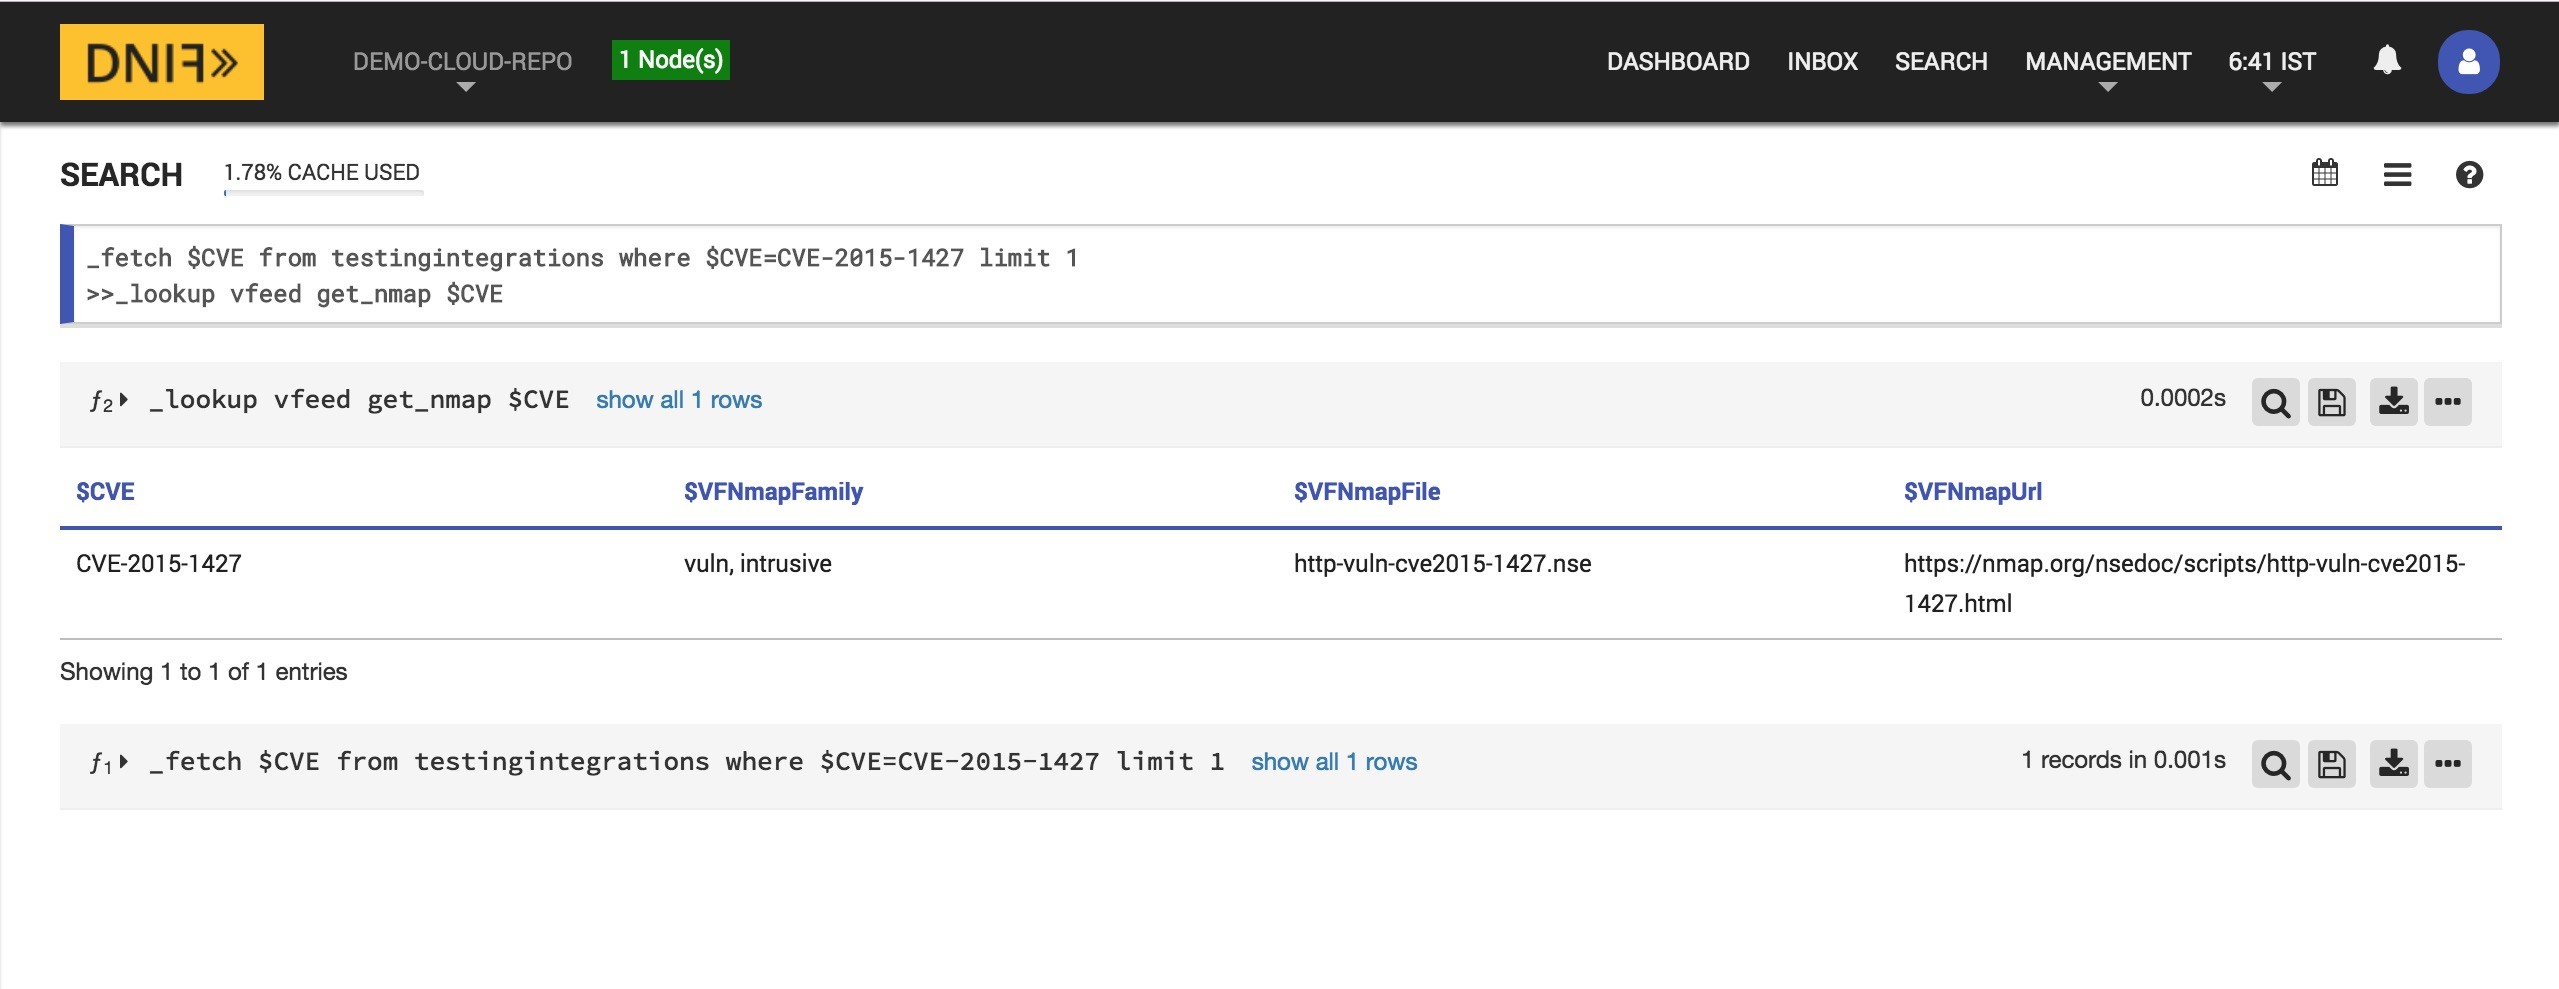 DNIF»
DEMO-CLOUD-REPO
1 Node(s)
DASHBOARD
INBOX
SEARCH
MANAGEMENT
6:41 IST
SEARCH
1.78% CACHE USED
_fetch $CVE from testingintegrations where $CVE=CVE-2015-1427 limit 1
>>_lookup vfeed get_nmap $CVE
ƒ2 _lookup vfeed get_nmap $CVE show all 1 rows
0.0002s
$CVE
$VFNmapFamily
$VFNmapFile
$VFNmapUrl
CVE-2015-1427
vuln, intrusive
http-vuln-cve2015-1427.nse
https://nmap.org/nsedoc/scripts/http-vuln-cve2015-
1427.html
Showing 1 to 1 of 1 entries
ƒ1 _fetch $CVE from testingintegrations where $CVE=CVE-2015-1427 limit 1 show all 1 rows
1 records in 0.001s